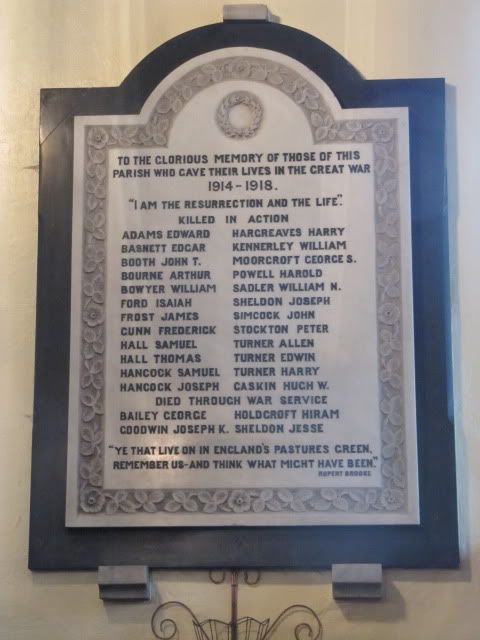 TO THE GLORIOUS MEMORY OF THOSE OF THIS
PARISH WHO GAVE THEIR LIVES IN THE GREAT WAR
1914-1918.
"I AM THE RESURRECTION AND THE LIFE".
KILLED IN ACTION
ADAMS EDWARD HARGREAVES HARRY
BASNETT EDGAR KENNERLEY WILLIAM
BOOTH JOHN T. MOORCROFT GEORGE S.
BOURNE ARTHUR POWELL HAROLD
BOWYER WILLIAM SADLER WILLIAM N.
FORD ISAIAH SHELDON JOSEPH
FROST JAMES SIMCOCK JOHN
GUNN FREDERICK STOCKTON PETER
HALL SAMUEL TURNER ALLEN
HALL THOMAS TURNER EDWIN
HANCOCK SAMUEL TURNER HARRY
HANCOCK JOSEPH GASKIN HUGH W.
DIED THROUGH WAR SERVICE
BAILEY GEORGE HOLDCROFT HIRAM
GOODWIN JOSEPH K. SHELDON JESSE
"YE THAT LIVE ON IN ENGLAND'S PASTURES GREEN,
REMEMBER US-AND THINK WHAT MIGHT HAVE BEEN."
RUPERT BROOKE